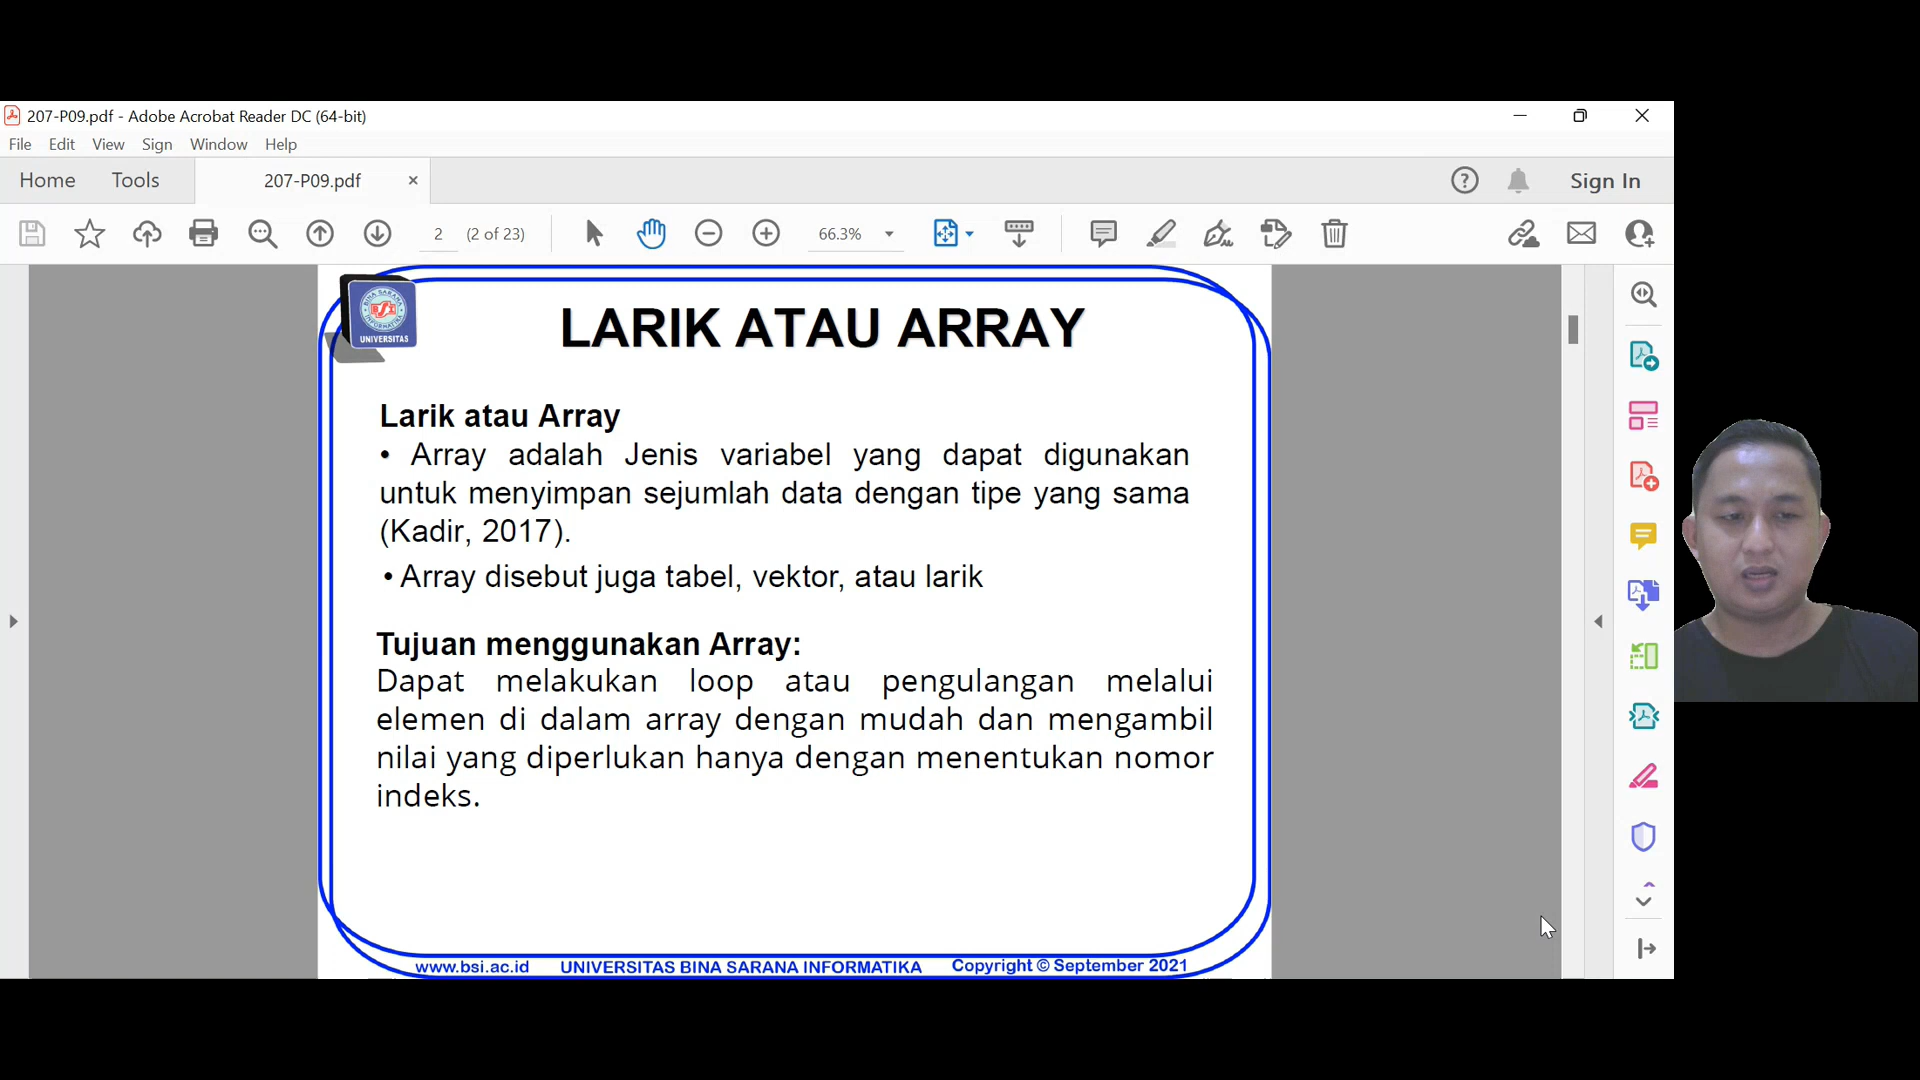 207-P09.pdf - Adobe Acrobat Reader DC (64-bit)
File Edit View Sign Window Help
Home Tools 207-P09.pdf Sign In
2 (2 of 23) 66.3%
BINA SARANA
INFORMATIKA
UNIVERSITAS
LARIK ATAU ARRAY
Larik atau Array
• Array adalah Jenis variabel yang dapat digunakan
untuk menyimpan sejumlah data dengan tipe yang sama
(Kadir, 2017).
• Array disebut juga tabel, vektor, atau larik
Tujuan menggunakan Array:
Dapat melakukan loop atau pengulangan melalui
elemen di dalam array dengan mudah dan mengambil
nilai yang diperlukan hanya dengan menentukan nomor
indeks.
www.bsi.ac.id UNIVERSITAS BINA SARANA INFORMATIKA Copyright © September 2021